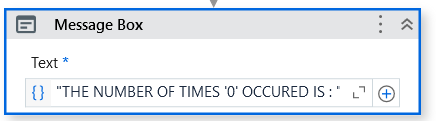 Message Box
Text *
{ } "THE NUMBER OF TIMES '0' OCCURED IS : "